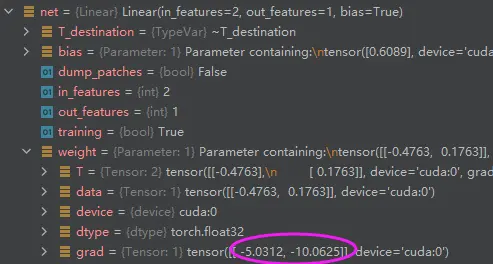 net = {Linear} Linear(in_features=2, out_features=1, bias=True)
T_destination = {TypeVar} ~T_destination
bias = {Parameter: 1} Parameter containing:\ntensor([0.6089], device='cuda
01 dump_patches = {bool} False
01 in_features = {int} 2
01 out_features = {int} 1
01 training = {bool} True
weight = {Parameter: 1} Parameter containing:\ntensor([[-0.4763, 0.1763]],
T = {Tensor: 2} tensor([[-0.4763],\n [ 0.1763]], device='cuda:0', grad
data = {Tensor: 1} tensor([[-0.4763, 0.1763]], device='cuda:0')
device = {device} cuda:0
dtype = {dtype} torch.float32
grad = {Tensor: 1} tensor([[ -5.0312, -10.0625]], device='cuda:0')